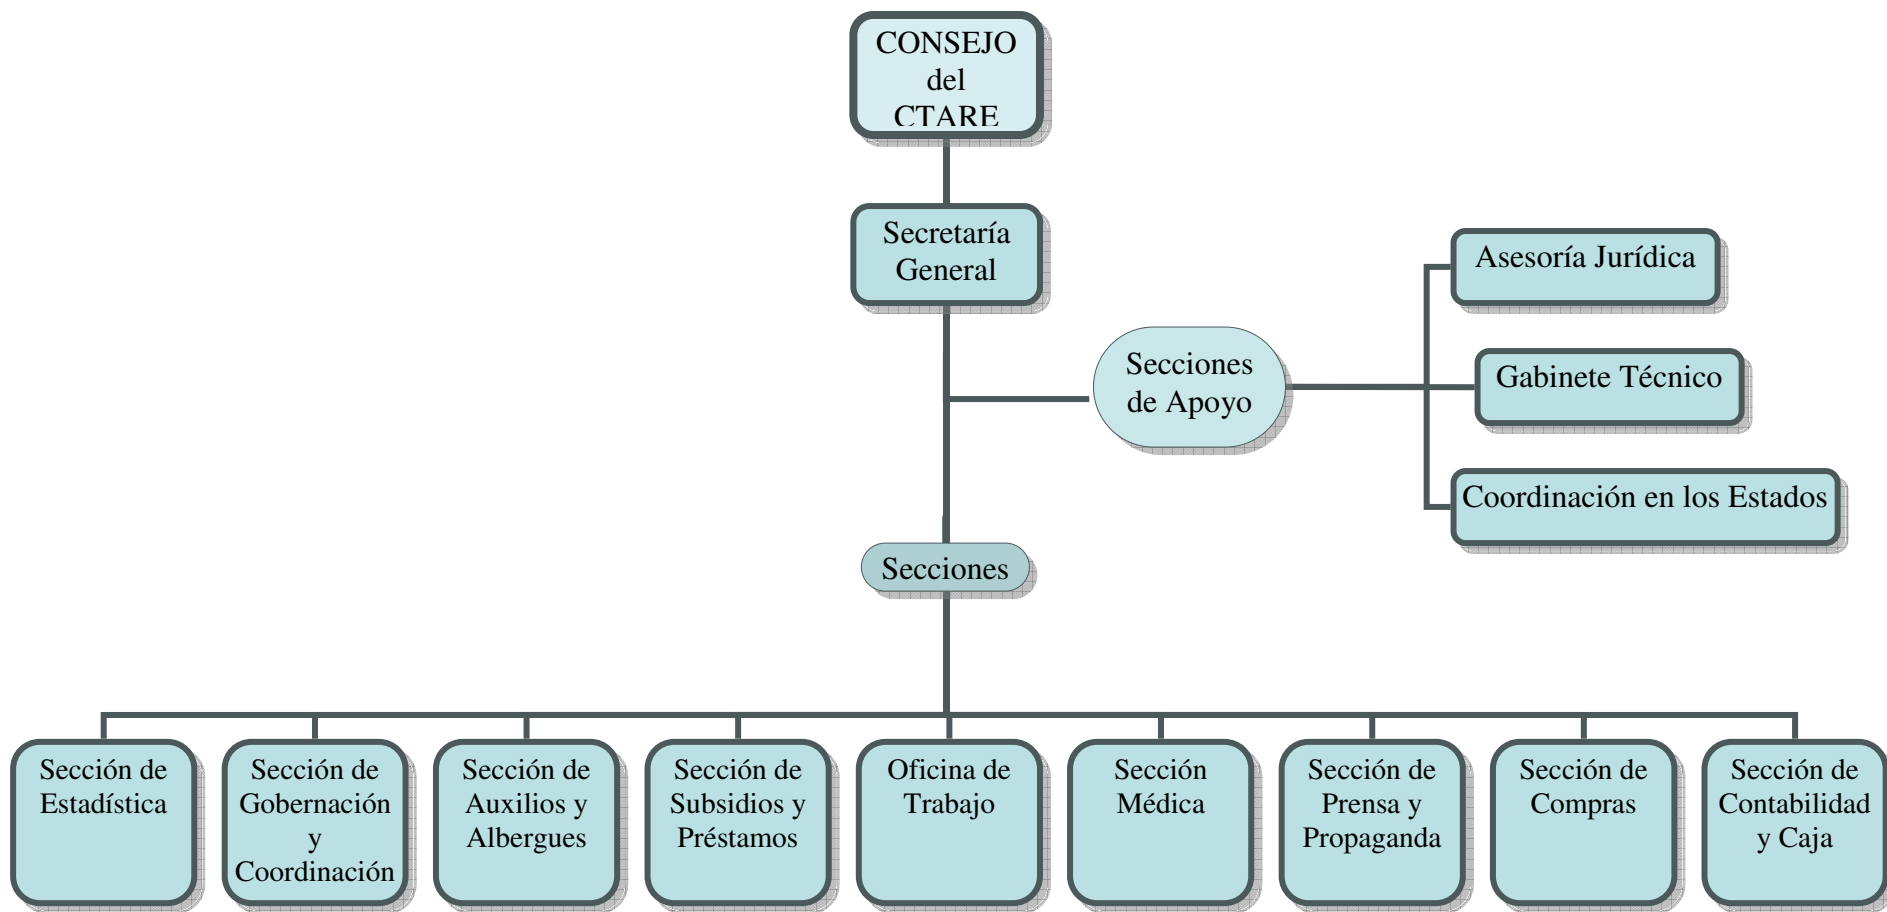 CONSEJO
del
CTARE
Secretaría
General
Asesoría Jurídica
Secciones
de Apoyo
Gabinete Técnico
Coordinación en los Estados
Secciones
Sección de
Estadística
Sección de
Gobernación
y
Coordinación
Sección de
Auxilios y
Albergues
Sección de
Subsidios y
Préstamos
Oficina de
Trabajo
Sección
Médica
Sección de
Prensa y
Propaganda
Sección de
Compras
Sección de
Contabilidad
y Caja